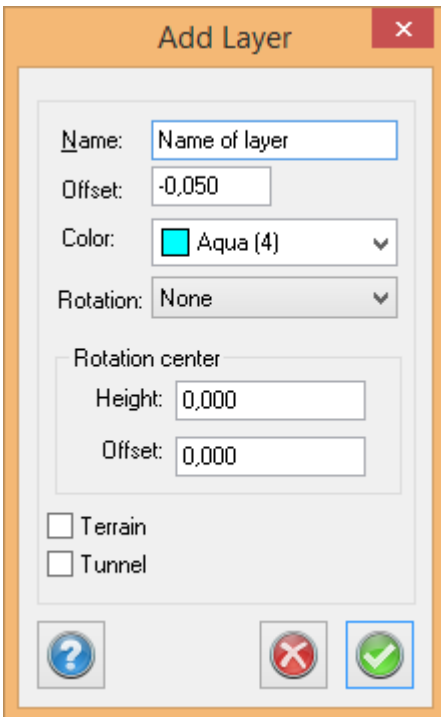 Add Layer
Name: Name of layer
Offset: -0,050
Color: Aqua (4)
Rotation: None
Rotation center
Height: 0,000
Offset: 0,000
Terrain
Tunnel